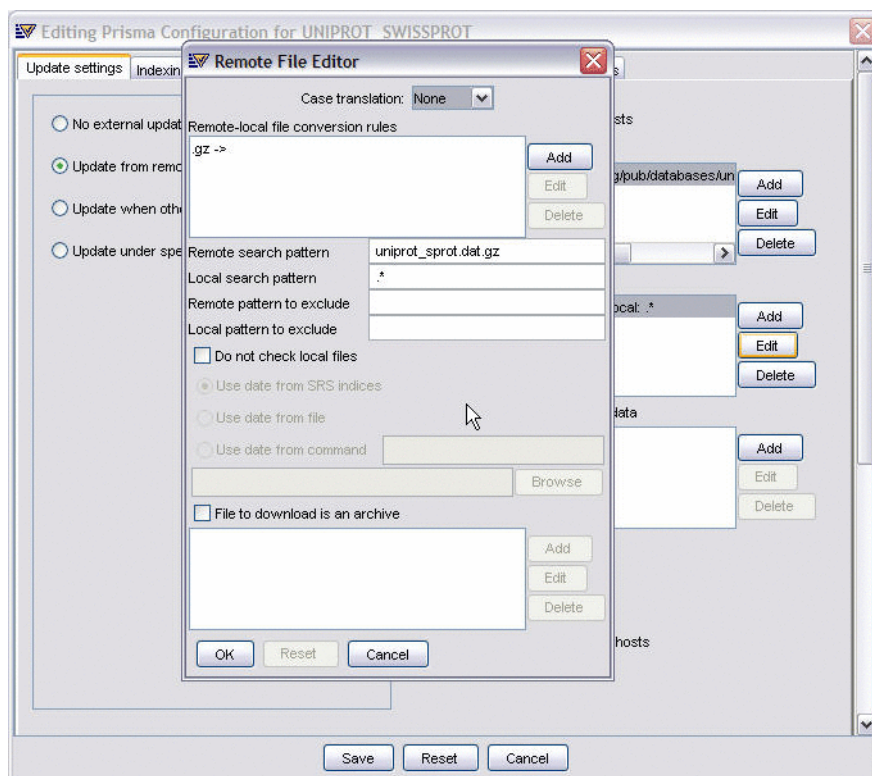 Editing Prisma Configuration for UNIPROT_SWISSPROT
Update settings
Indexin
s
No external updat
Update from remo
Update when othe
Update under spe
Remote File Editor
Case translation: None
Remote-local file conversion rules
.gz ->
Add
Edit
Delete
Remote search pattern uniprot_sprot.dat.gz
Local search pattern .*
Remote pattern to exclude
Local pattern to exclude
Do not check local files
Use date from SRS indices
Use date from file
Use date from command
Browse
File to download is an archive
Add
Edit
Delete
OK Reset Cancel
sts
g/pub/databases/un
Add
Edit
Delete
ocal: .*
Add
Edit
Delete
data
Add
Edit
Delete
hosts
Save Reset Cancel